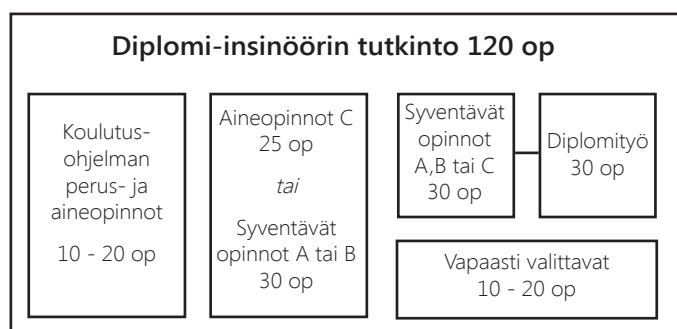 Diplomi-insinöörin tutkinto 120 op
Koulutus-
ohjelman
perus- ja
aineopinnot
10 - 20 op
Aineopinnot C
25 op
tai
Syventävät
opinnot A tai B
30 op
Syventävät
opinnot
A,B tai C
30 op
Diplomityö
30 op
Vapaasti valittavat
10 - 20 op